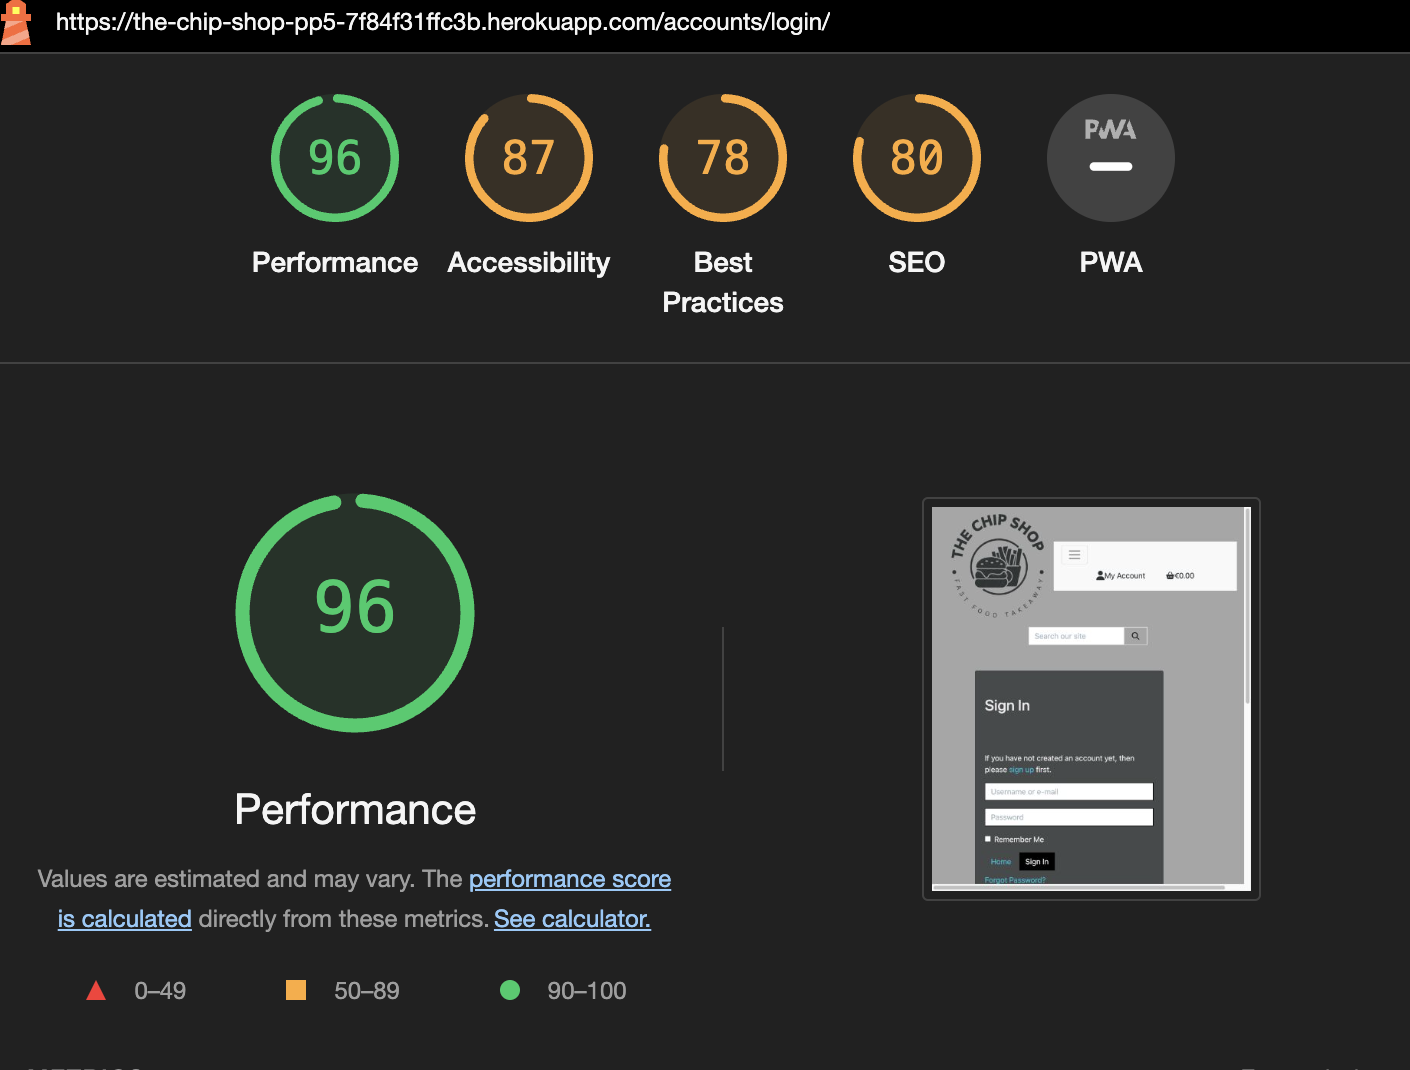 https://the-chip-shop-pp5-7f84f31ffc3b.herokuapp.com/accounts/login/
96
87
78
80
PWA
Performance
Accessibility
Best
Practices
SEO
PWA
96
Performance
Values are estimated and may vary. The performance score
is calculated directly from these metrics. See calculator.
0–49
50–89
90–100
THE CHIP SHOP
FAST FOOD TAKEAWAY
My Account
€0.00
Search our site
Sign In
If you have not created an account yet, then
please sign up first.
Username or e-mail
Password
Remember Me
Home
Sign In
Forgot Password?